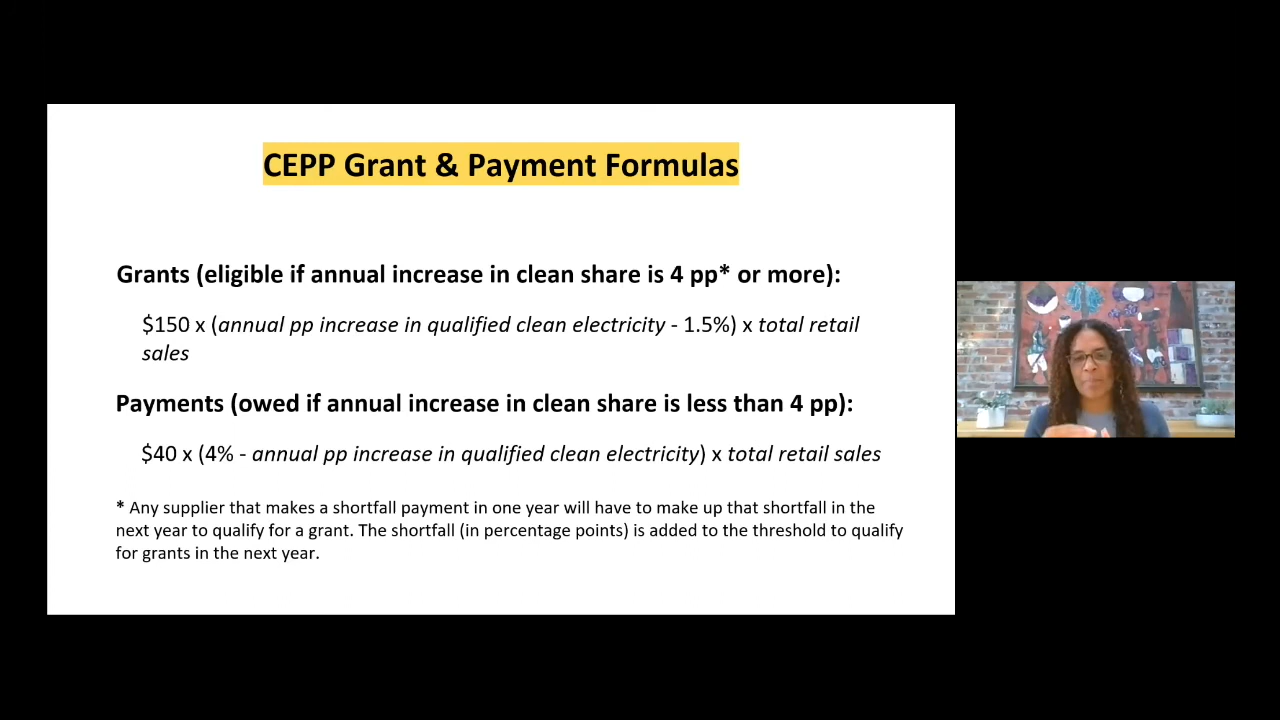 CEPP Grant & Payment Formulas
Grants (eligible if annual increase in clean share is 4 pp* or more):
$150 x (annual pp increase in qualified clean electricity - 1.5%) x total retail
sales
Payments (owed if annual increase in clean share is less than 4 pp):
$40 x (4% - annual pp increase in qualified clean electricity) x total retail sales
* Any supplier that makes a shortfall payment in one year will have to make up that shortfall in the
next year to qualify for a grant. The shortfall (in percentage points) is added to the threshold to qualify
for grants in the next year.